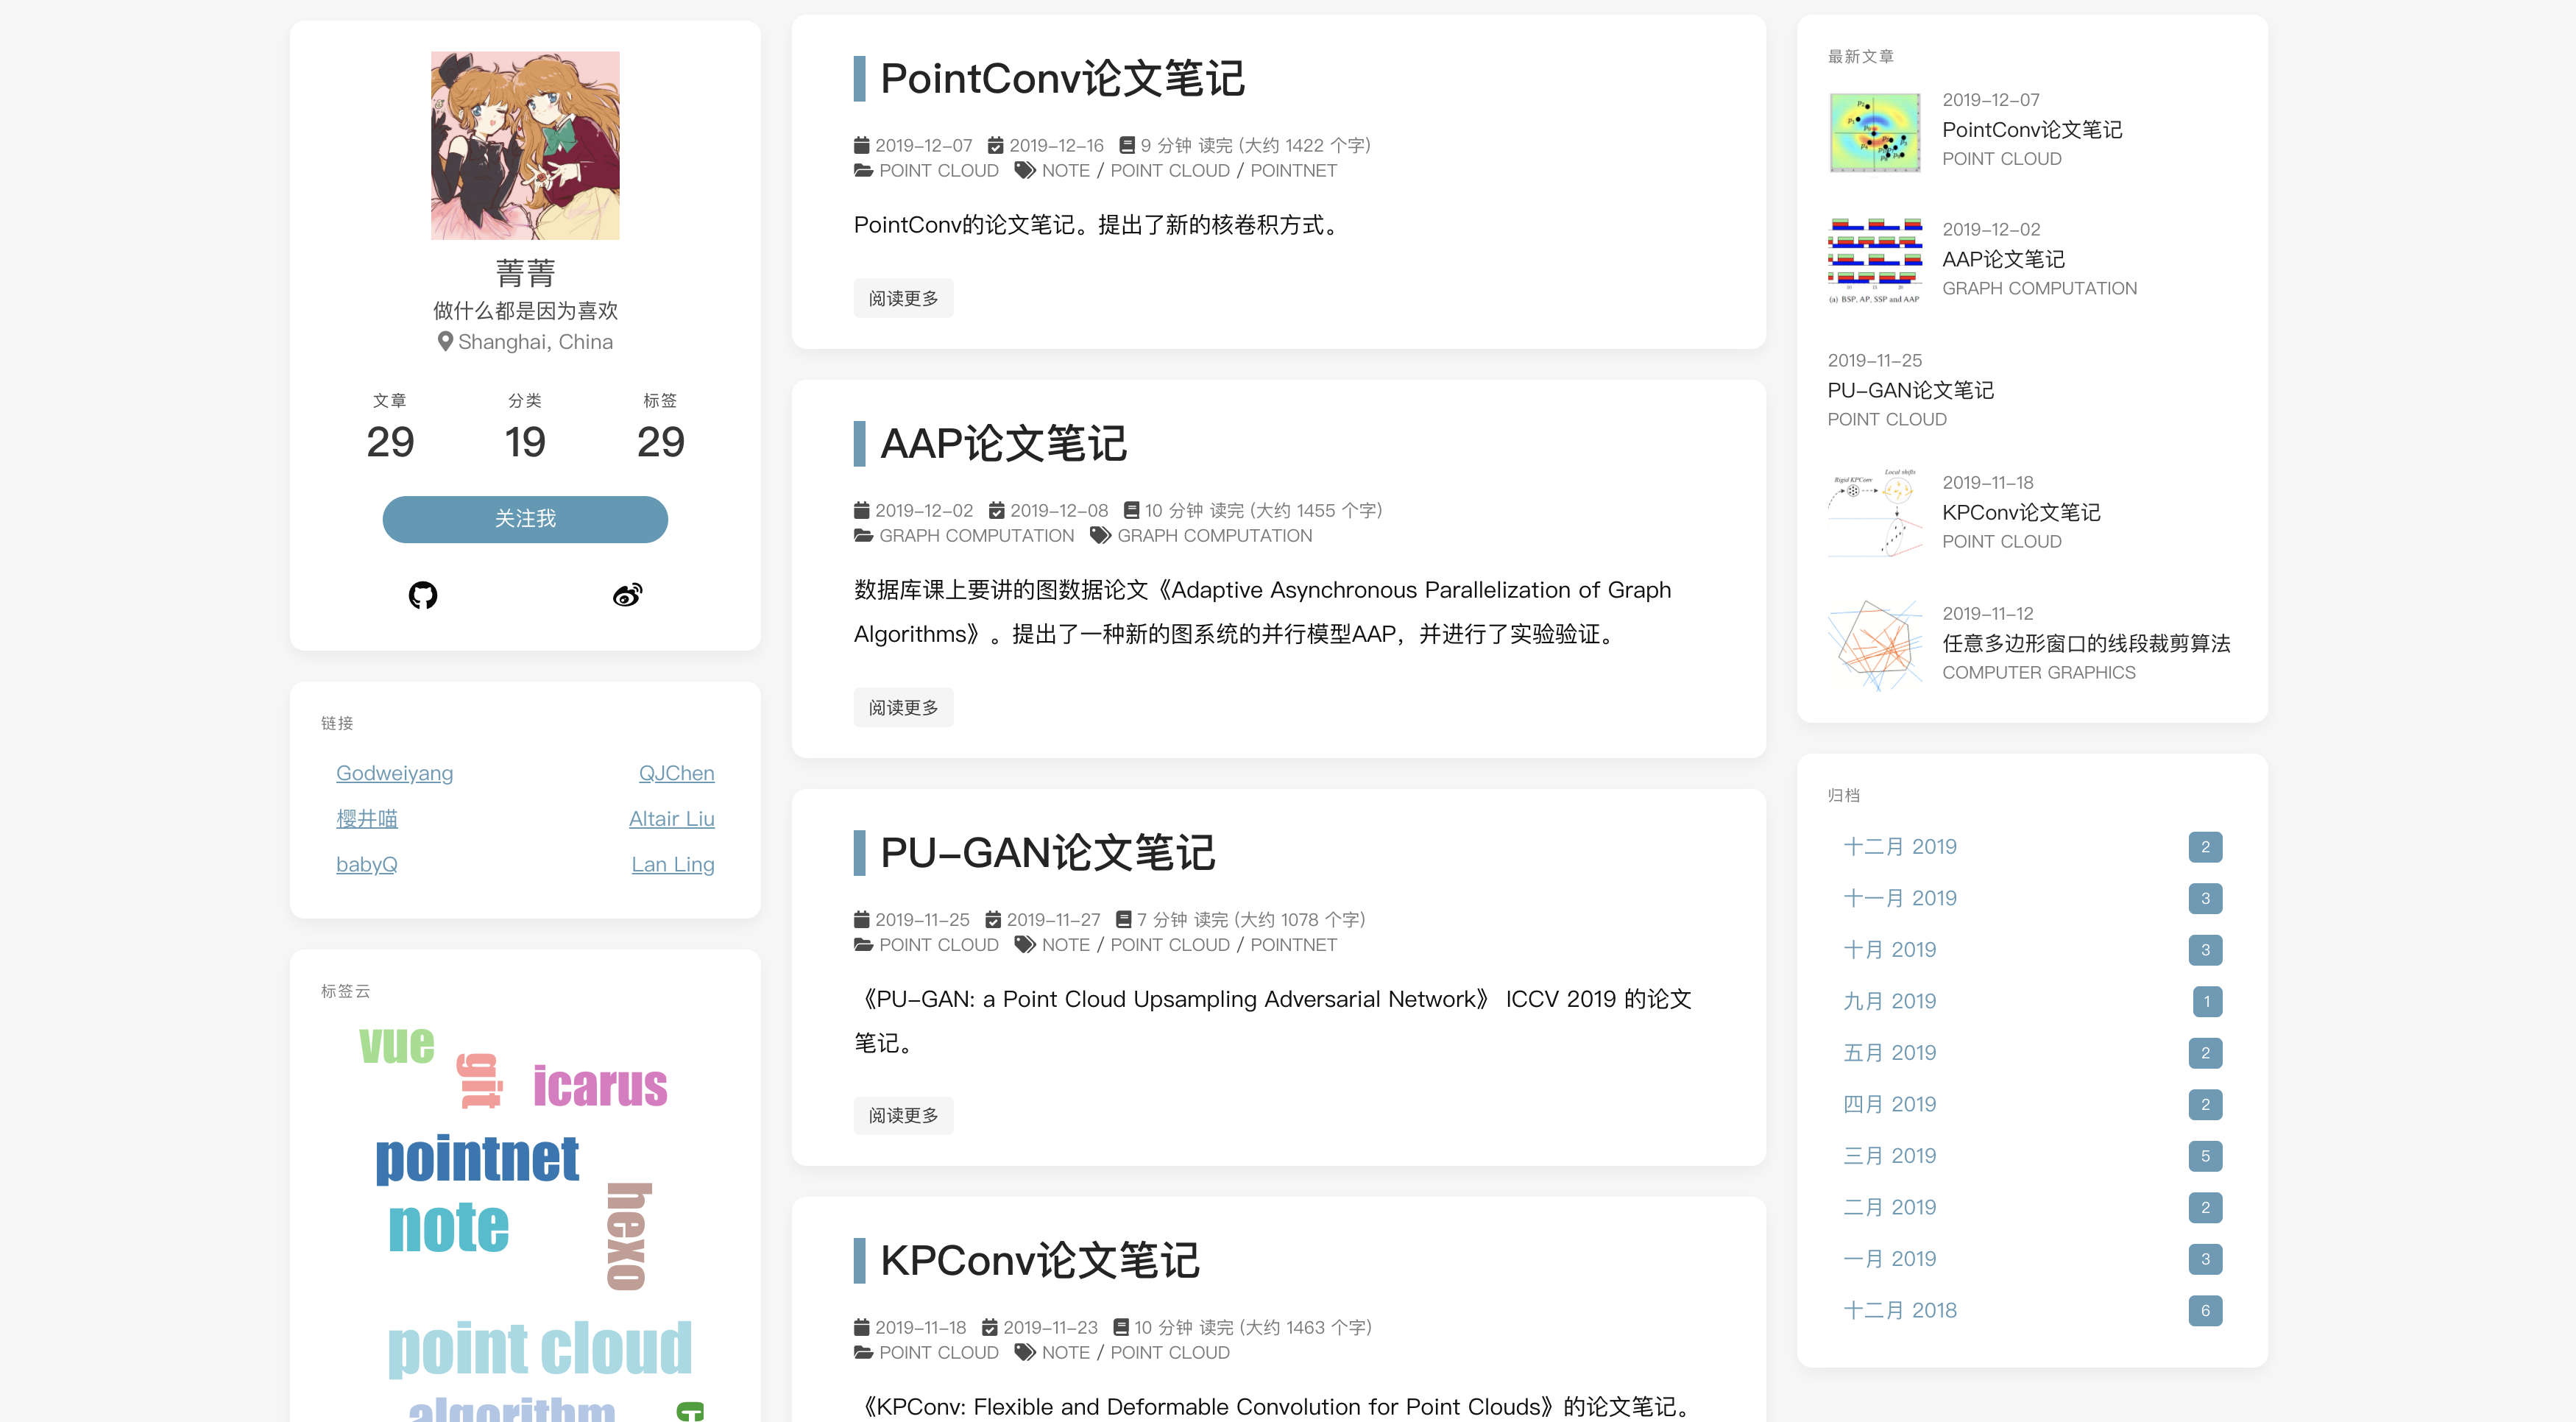 菁菁
做什么都是因为喜欢
Shanghai, China
文章 分类 标签
29 19 29
关注我
链接
Godweiyang QJChen
樱井喵 Altair Liu
babyQ Lan Ling
标签云
vue
git
icarus
pointnet
note
hexo
point cloud
algorithm
PointConv论文笔记
2019-12-07 2019-12-16 9 分钟 读完 (大约 1422 个字)
POINT CLOUD NOTE / POINT CLOUD / POINTNET
PointConv的论文笔记。提出了新的核卷积方式。
阅读更多
AAP论文笔记
2019-12-02 2019-12-08 10 分钟 读完 (大约 1455 个字)
GRAPH COMPUTATION GRAPH COMPUTATION
数据库课上要讲的图数据论文《Adaptive Asynchronous Parallelization of Graph
Algorithms》。提出了一种新的图系统的并行模型AAP，并进行了实验验证。
阅读更多
PU-GAN论文笔记
2019-11-25 2019-11-27 7 分钟 读完 (大约 1078 个字)
POINT CLOUD NOTE / POINT CLOUD / POINTNET
《PU-GAN: a Point Cloud Upsampling Adversarial Network》 ICCV 2019 的论文
笔记。
阅读更多
KPConv论文笔记
2019-11-18 2019-11-23 10 分钟 读完 (大约 1463 个字)
POINT CLOUD NOTE / POINT CLOUD
《KPConv: Flexible and Deformable Convolution for Point Clouds》的论文笔记。
最新文章
2019-12-07
PointConv论文笔记
POINT CLOUD
(a) BSP, AP, SSP and AAP
2019-12-02
AAP论文笔记
GRAPH COMPUTATION
2019-11-25
PU-GAN论文笔记
POINT CLOUD
Local shifts
Rigid KPConv
2019-11-18
KPConv论文笔记
POINT CLOUD
2019-11-12
任意多边形窗口的线段裁剪算法
COMPUTER GRAPHICS
归档
十二月 2019 2
十一月 2019 3
十月 2019 3
九月 2019 1
五月 2019 2
四月 2019 2
三月 2019 5
二月 2019 2
一月 2019 3
十二月 2018 6